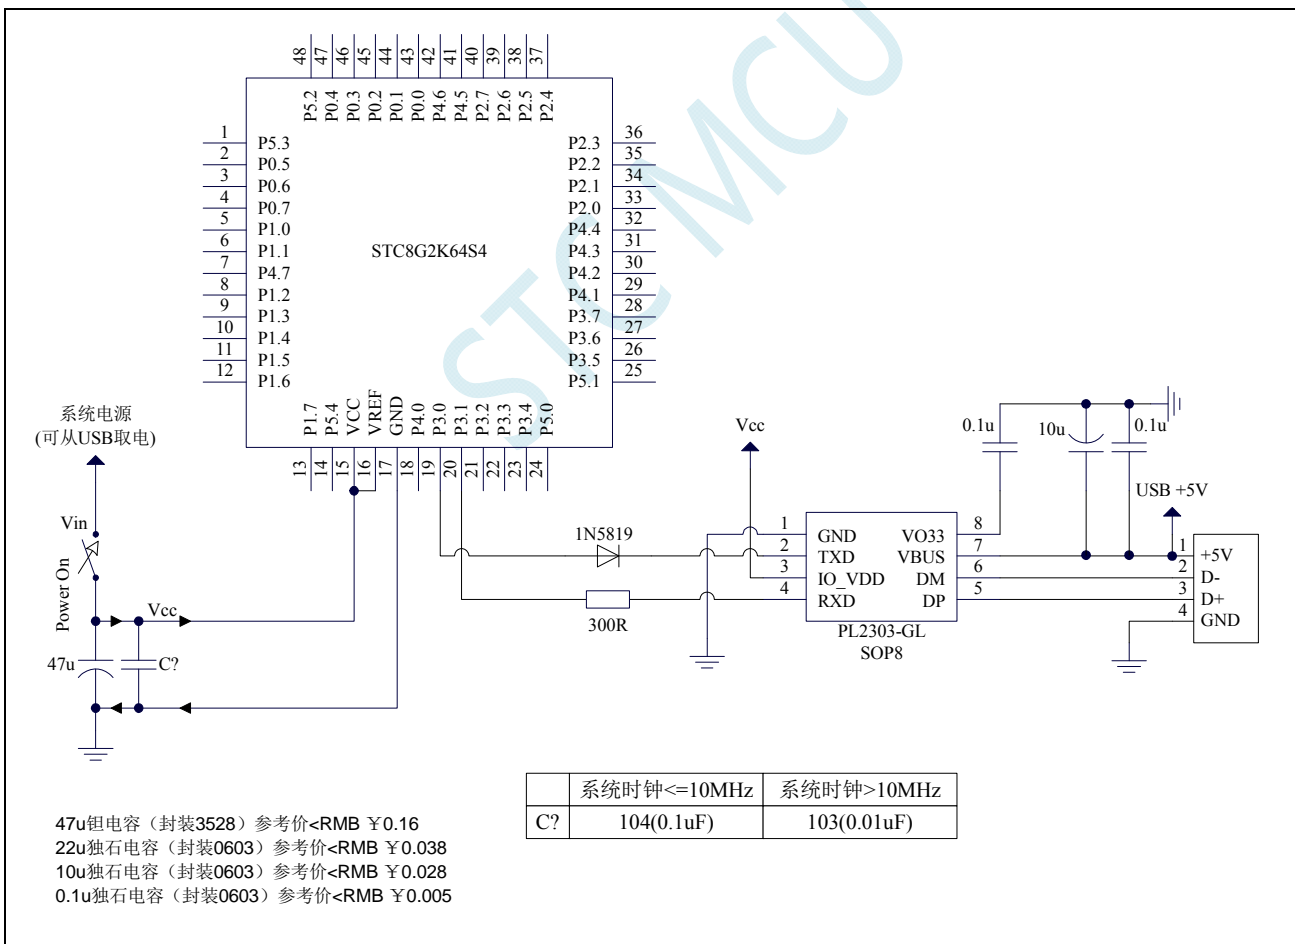 48 47 46 45 44 43 42 41 40 39 38 37
P5.2 P0.4 P0.3 P0.2 P0.1 P0.0 P4.6 P4.5 P2.7 P2.6 P2.5 P2.4
1 P5.3
2 P0.5
3 P0.6
4 P0.7
5 P1.0
6 P1.1
7 P4.7
8 P1.2
9 P1.3
10 P1.4
11 P1.5
12 P1.6
STC8G2K64S4
P2.3 36
P2.2 35
P2.1 34
P2.0 33
P4.4 32
P4.3 31
P4.2 30
P4.1 29
P3.7 28
P3.6 27
P3.5 26
P5.1 25
P1.7 P5.4 VCC VREF GND P4.0 P3.0 P3.1 P3.2 P3.3 P3.4 P5.0
13 14 15 16 17 18 19 20 21 22 23 24
STC MCU
系统电源
(可从USB取电)
Vin
Power On
Vcc
47u
C?
Vcc
1N5819
300R
1 GND
2 TXD
3 IO_VDD
4 RXD
VO33 8
VBUS 7
DM 6
DP 5
PL2303-GL
SOP8
0.1u
10u
0.1u
USB +5V
1 +5V
2 D-
3 D+
4 GND
系统时钟<=10MHz 系统时钟>10MHz
C? 104(0.1uF) 103(0.01uF)
47u钽电容（封装3528）参考价<RMB ￥0.16
22u独石电容（封装0603）参考价<RMB ￥0.038
10u独石电容（封装0603）参考价<RMB ￥0.028
0.1u独石电容（封装0603）参考价<RMB ￥0.005